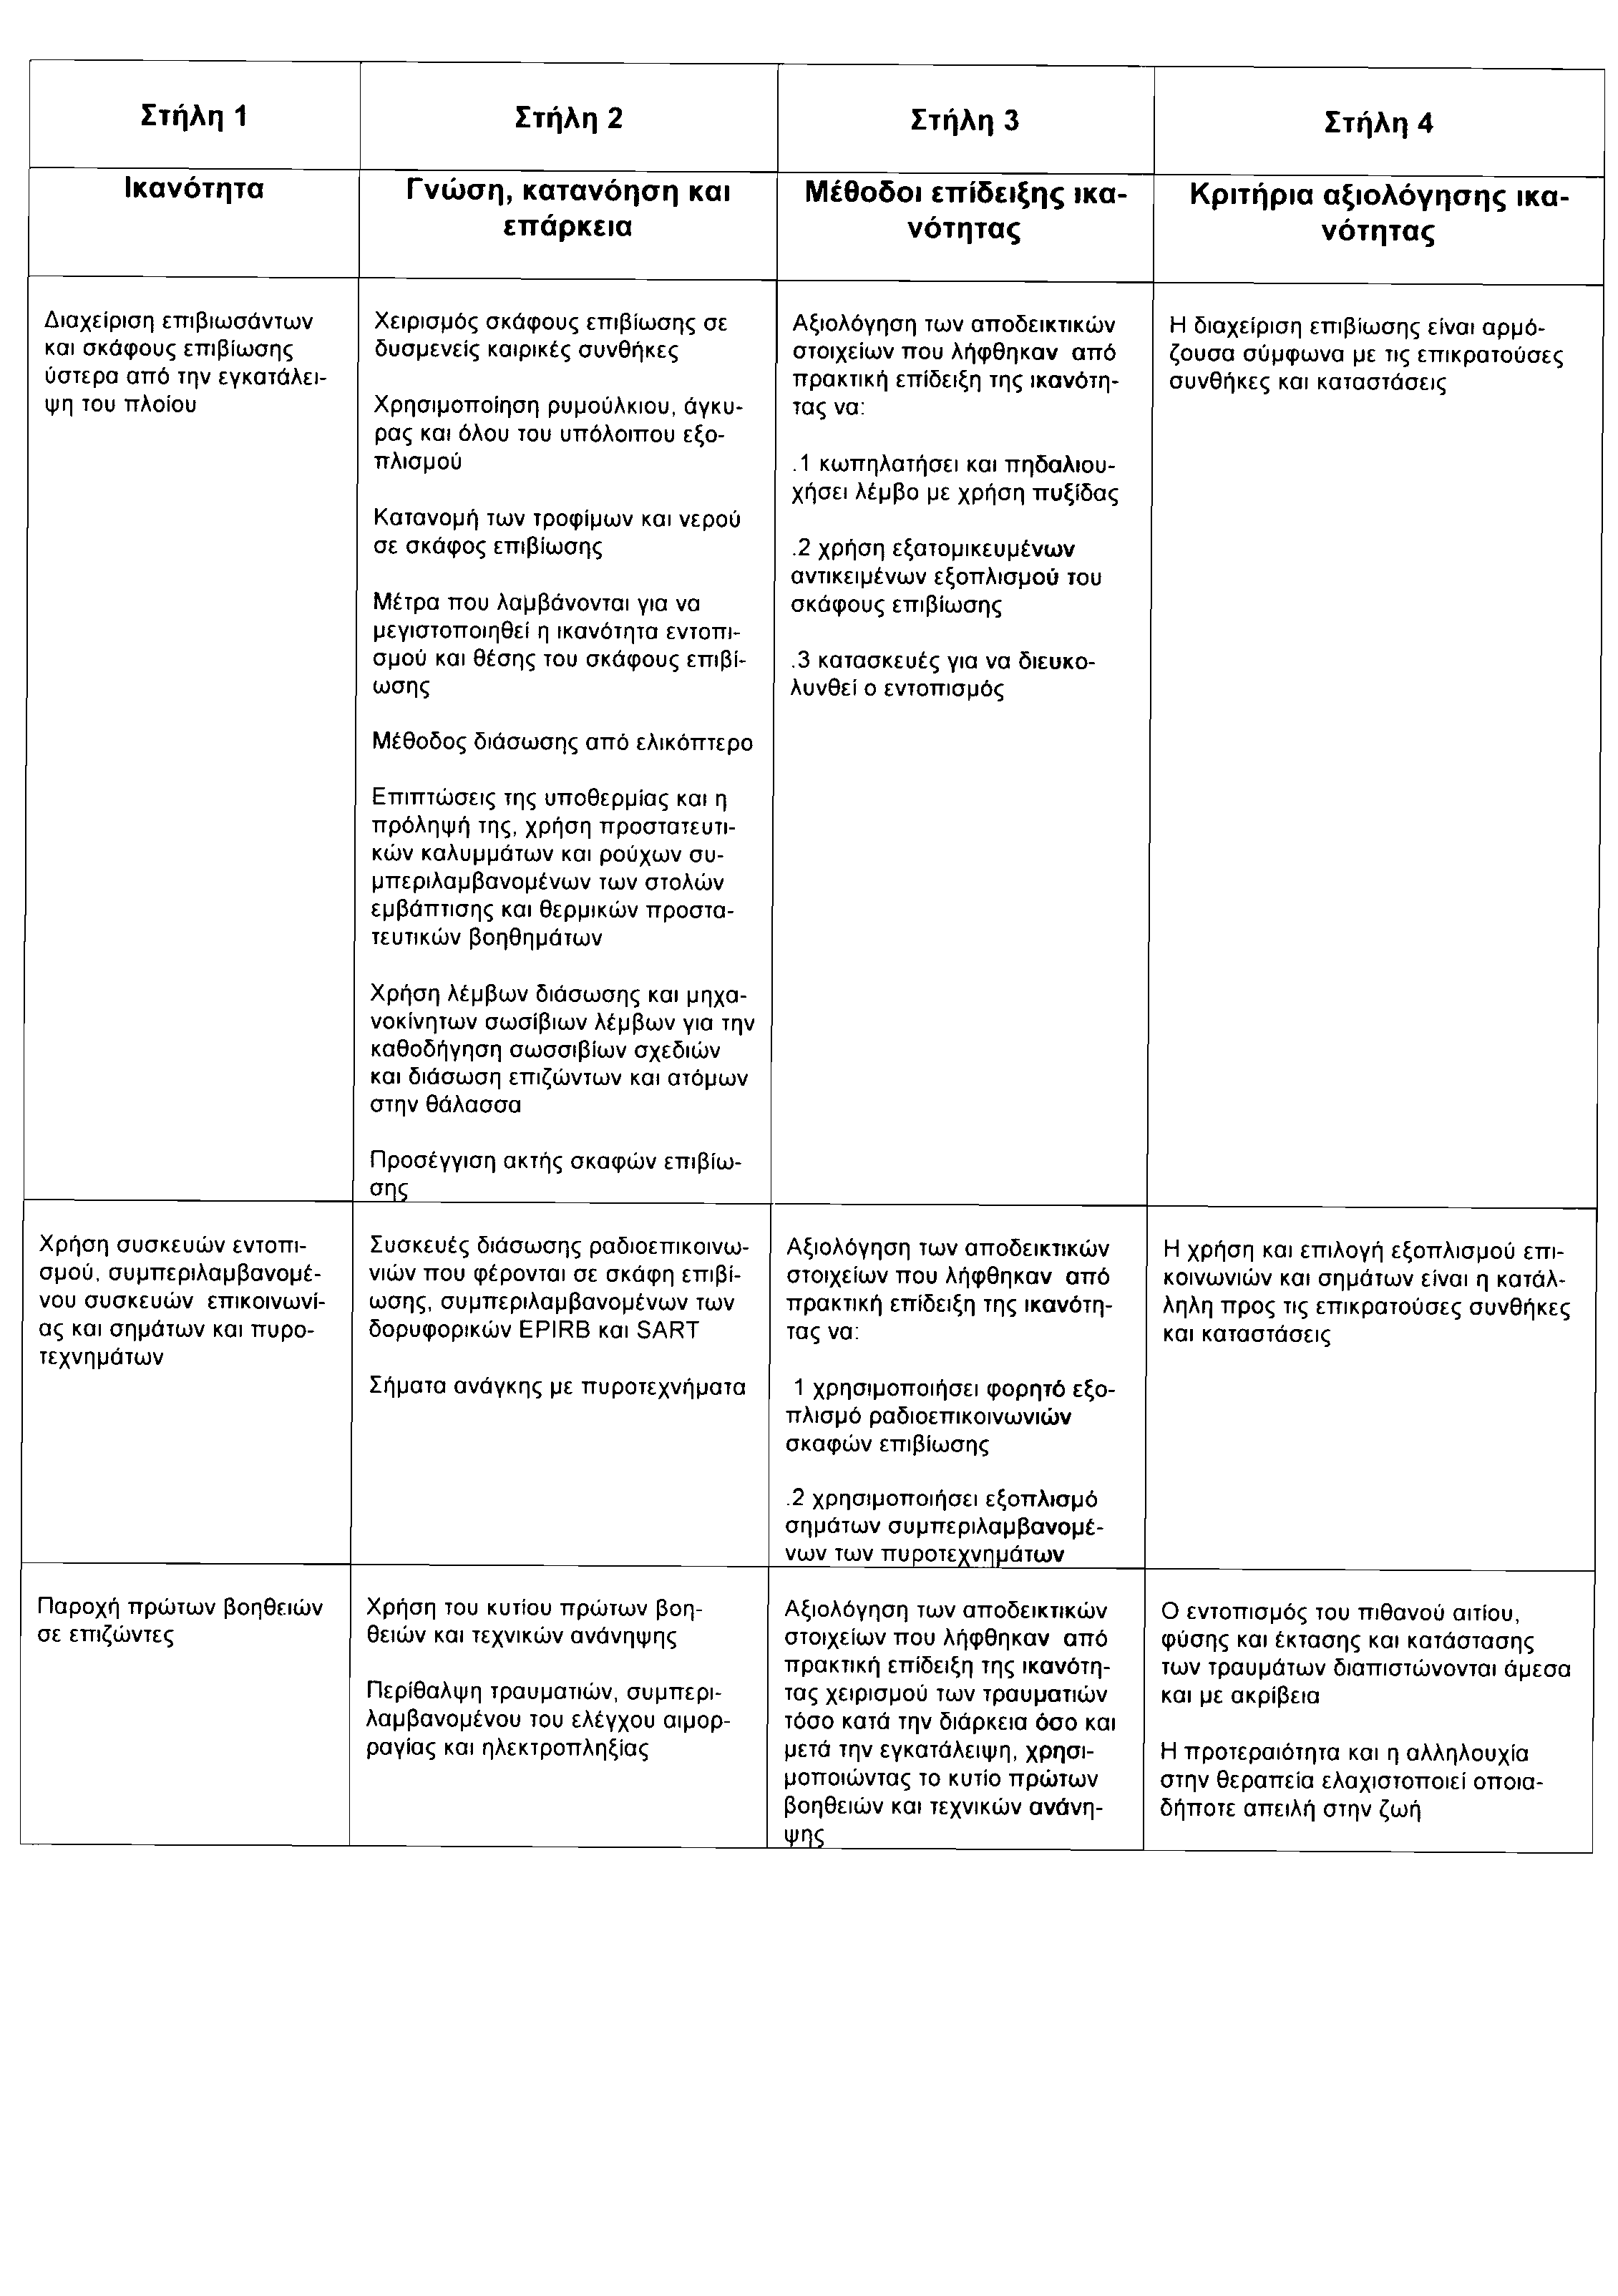 Στήλη 1
Στήλη 2
Στήλη 3
Στήλη 4
Ικανότητα
Γνώση, κατανόηση και
επάρκεια
Μέθοδοι επίδειξης ικα-
νότητας
Κριτήρια αξιολόγησης ικα-
νότητας
Διαχείριση επιβιωσάντων
και σκάφους επιβίωσης
ύστερα από την εγκατάλει-
ψη του πλοίου
Χειρισμός σκάφους επιβίωσης σε
δυσμενείς καιρικές συνθήκες
Χρησιμοποίηση ρυμούλκιου, άγκυ-
ρας και όλου του υπόλοιπου εξο-
πλισμού
Κατανομή των τροφίμων και νερού
σε σκάφος επιβίωσης
Μέτρα που λαμβάνονται για να
μεγιστοποιηθεί η ικανότητα εντοπι-
σμού και θέσης του σκάφους επιβί-
ωσης
Μέθοδος διάσωσης από ελικόπτερο
Επιπτώσεις της υποθερμίας και η
πρόληψή της, χρήση προστατευτι-
κών καλυμμάτων και ρούχων συ-
μπεριλαμβανομένων των στολών
εμβάπτισης και θερμικών προστα-
τευτικών βοηθημάτων
Χρήση λέμβων διάσωσης και μηχα-
νοκίνητων σωσίβιων λέμβων για την
καθοδήγηση σωσσιβίων σχεδιών
και διάσωση επιζώντων και ατόμων
στην θάλασσα
Προσέγγιση ακτής σκαφών επιβίω-
σης
Αξιολόγηση των αποδεικτικών
στοιχείων που λήφθηκαν από
πρακτική επίδειξη της ικανότη-
τας να:
.1 κωπηλατήσει και πηδαλιου-
χήσει λέμβο με χρήση πυξίδας
.2 χρήση εξατομικευμένων
αντικειμένων εξοπλισμού του
σκάφους επιβίωσης
.3 κατασκευές για να διευκο-
λυνθεί ο εντοπισμός
Η διαχείριση επιβίωσης είναι αρμό-
ζουσα σύμφωνα με τις επικρατούσες
συνθήκες και καταστάσεις
Χρήση συσκευών εντοπι-
σμού, συμπεριλαμβανομέ-
νου συσκευών επικοινωνί-
ας και σημάτων και πυρο-
τεχνημάτων
Συσκευές διάσωσης ραδιοεπικοινω-
νιών που φέρονται σε σκάφη επιβί-
ωσης, συμπεριλαμβανομένων των
δορυφορικών EPIRB και SART
Σήματα ανάγκης με πυροτεχνήματα
Αξιολόγηση των αποδεικτικών
στοιχείων που λήφθηκαν από
πρακτική επίδειξη της ικανότη-
τας να:
1 χρησιμοποιήσει φορητό εξο-
πλισμό ραδιοεπικοινωνιών
σκαφών επιβίωσης
.2 χρησιμοποιήσει εξοπλισμό
σημάτων συμπεριλαμβανομέ-
νων των πυροτεχνημάτων
Η χρήση και επιλογή εξοπλισμού επι-
κοινωνιών και σημάτων είναι η κατάλ-
ληλη προς τις επικρατούσες συνθήκες
και καταστάσεις
Παροχή πρώτων βοηθειών
σε επιζώντες
Χρήση του κυτίου πρώτων βοη-
θειών και τεχνικών ανάνηψης
Περίθαλψη τραυματιών, συμπερι-
λαμβανομένου του ελέγχου αιμορ-
ραγίας και ηλεκτροπληξίας
Αξιολόγηση των αποδεικτικών
στοιχείων που λήφθηκαν από
πρακτική επίδειξη της ικανότη-
τας χειρισμού των τραυματιών
τόσο κατά την διάρκεια όσο και
μετά την εγκατάλειψη, χρησι-
μοποιώντας το κυτίο πρώτων
βοηθειών και τεχνικών ανάνη-
ψης
Ο εντοπισμός του πιθανού αιτίου,
φύσης και έκτασης και κατάστασης
των τραυμάτων διαπιστώνονται άμεσα
και με ακρίβεια
Η προτεραιότητα και η αλληλουχία
στην θεραπεία ελαχιστοποιεί οποια-
δήποτε απειλή στην ζωή